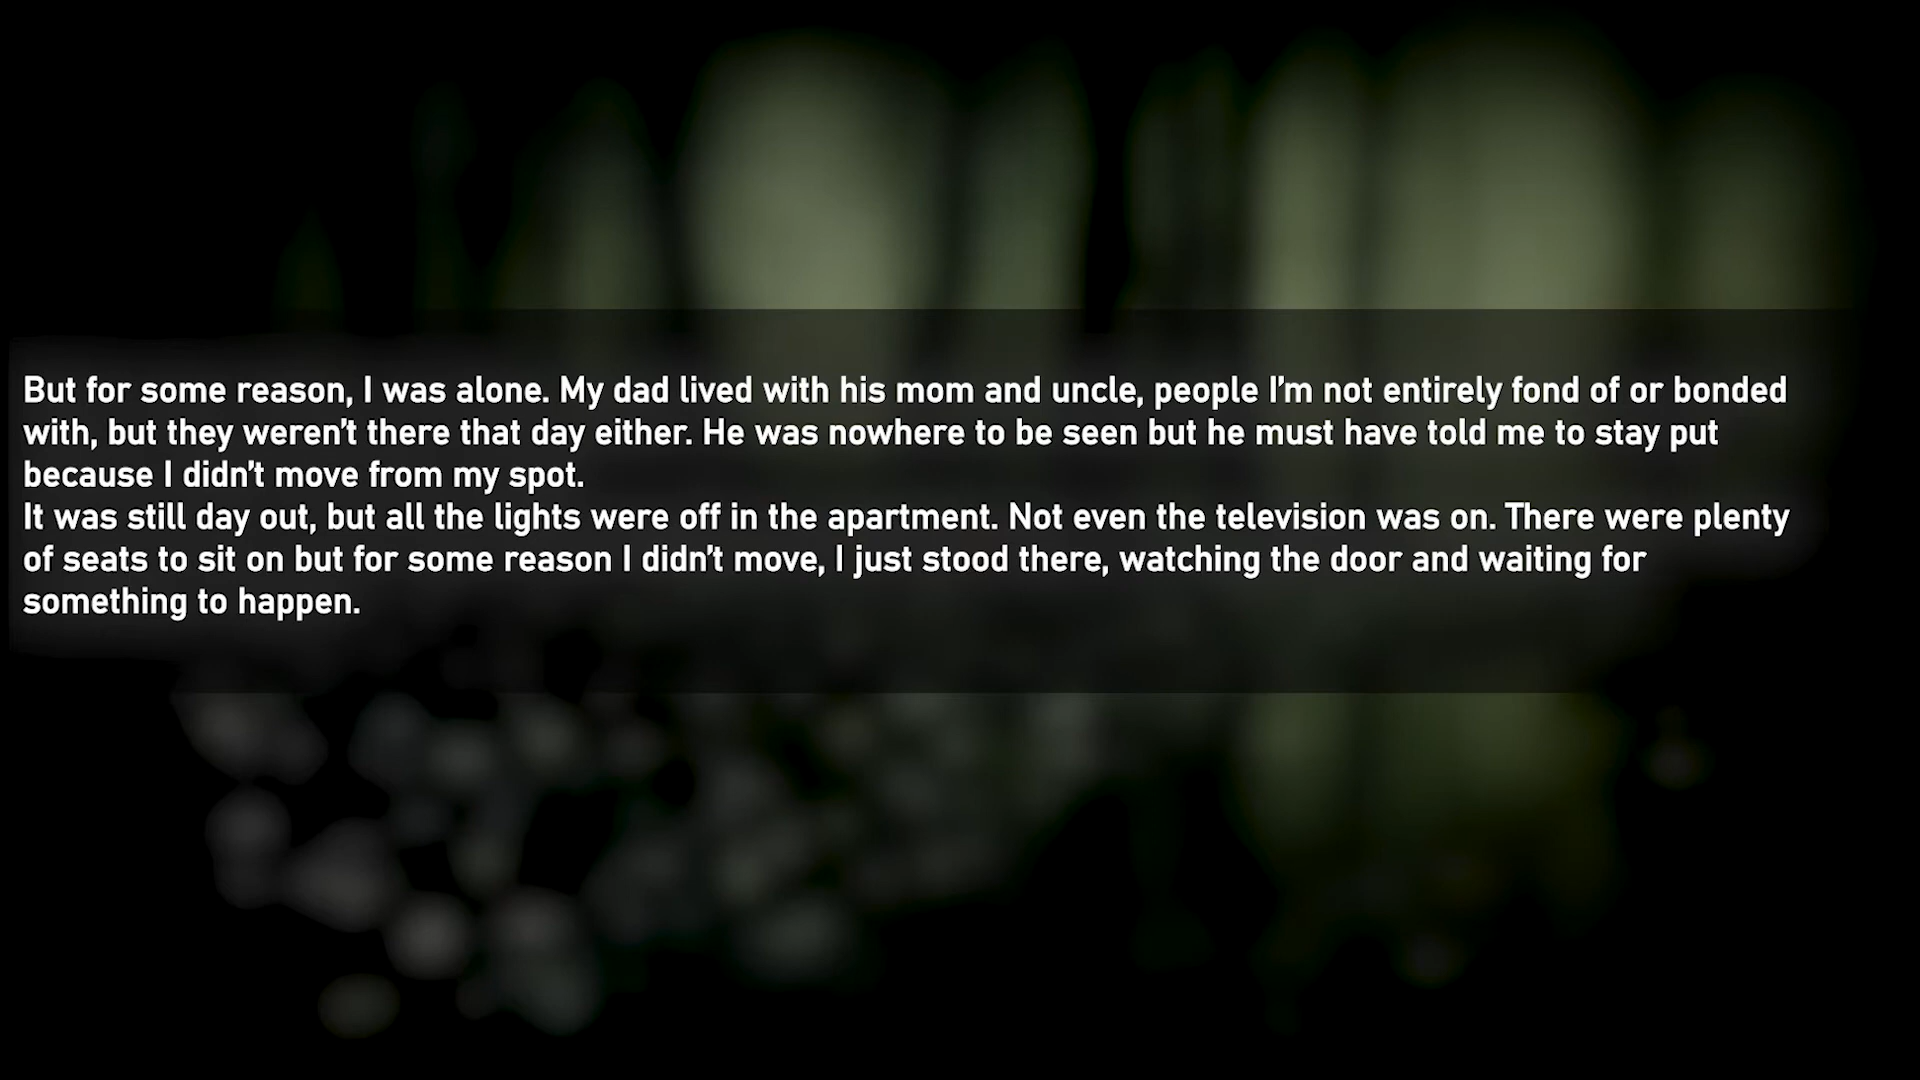 But for some reason, I was alone. My dad lived with his mom and uncle, people I'm not entirely fond of or bonded
with, but they weren't there that day either. He was nowhere to be seen but he must have told me to stay put
because I didn't move from my spot.
It was still day out, but all the lights were off in the apartment. Not even the television was on. There were plenty
of seats to sit on but for some reason I didn't move, I just stood there, watching the door and waiting for
something to happen.